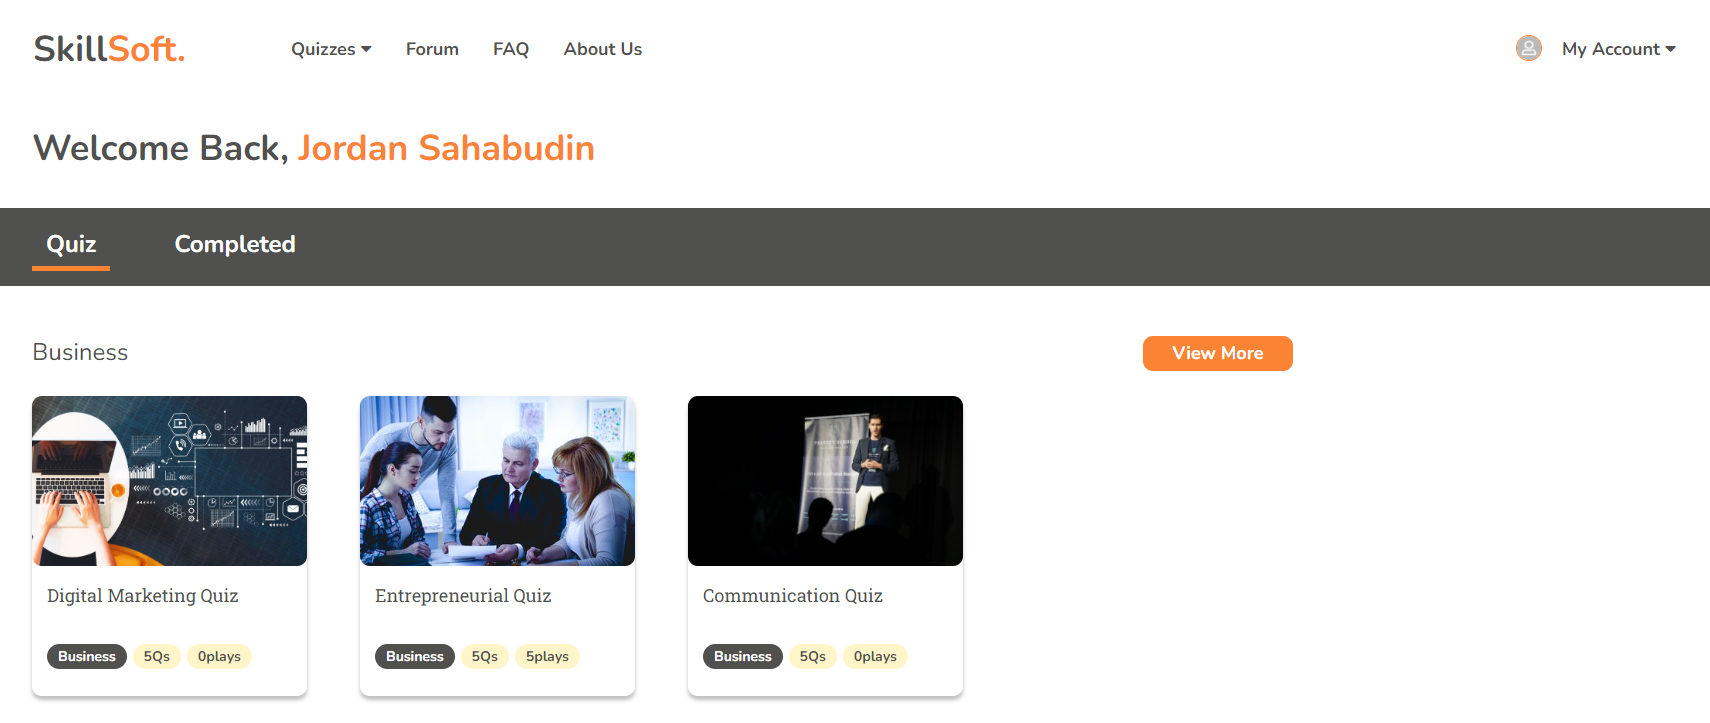 SkillSoft.
Quizzes
Forum
FAQ
About Us
My Account
Welcome Back, Jordan Sahabudin
Quiz
Completed
Business
View More
Digital Marketing Quiz
Business 5Qs 0plays
Entrepreneurial Quiz
Business 5Qs 5plays
Communication Quiz
Business 5Qs 0plays